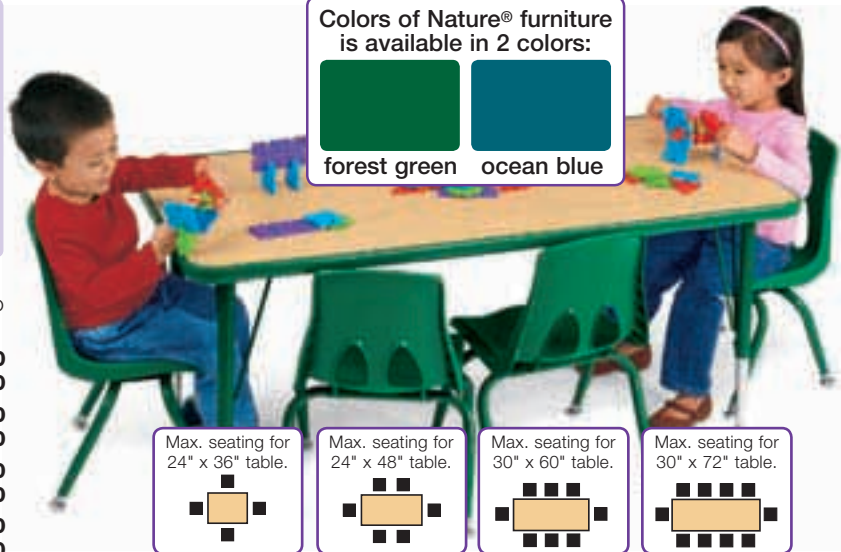 Colors of Nature® furniture
is available in 2 colors:
forest green ocean blue
Max. seating for
24" x 36" table.
Max. seating for
24" x 48" table.
Max. seating for
30" x 60" table.
Max. seating for
30" x 72" table.